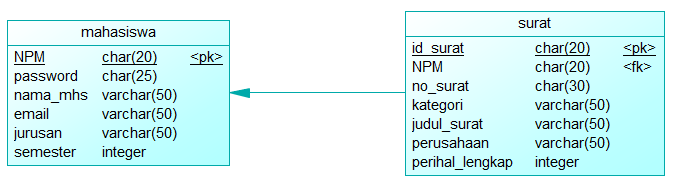 mahasiswa
NPM char(20) <pk>
password char(25)
nama_mhs varchar(50)
email varchar(50)
jurusan varchar(50)
semester integer
surat
id_surat char(20) <pk>
NPM char(20) <fk>
no_surat char(30)
kategori varchar(50)
judul_surat varchar(50)
perusahaan varchar(50)
perihal_lengkap integer